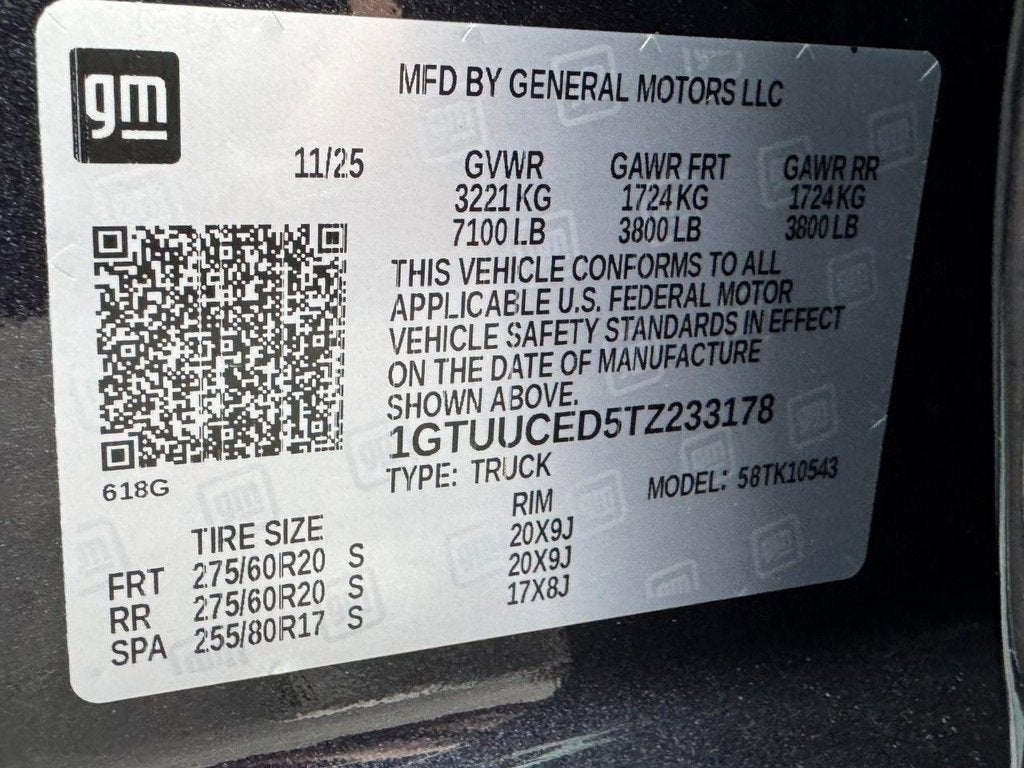 gm
MFD BY GENERAL MOTORS LLC
11/25 GVWR GAWR FRT GAWR RR
3221 KG 1724 KG 1724 KG
7100 LB 3800 LB 3800 LB
THIS VEHICLE CONFORMS TO ALL
APPLICABLE U.S. FEDERAL MOTOR
VEHICLE SAFETY STANDARDS IN EFFECT
ON THE DATE OF MANUFACTURE
SHOWN ABOVE.
1GTUUCED5TZ233178
TYPE: TRUCK MODEL: 58TK10543
618G
TIRE SIZE RIM
FRT 275/60R20 S 20X9J
RR 275/60R20 S 20X9J
SPA 255/80R17 S 17X8J